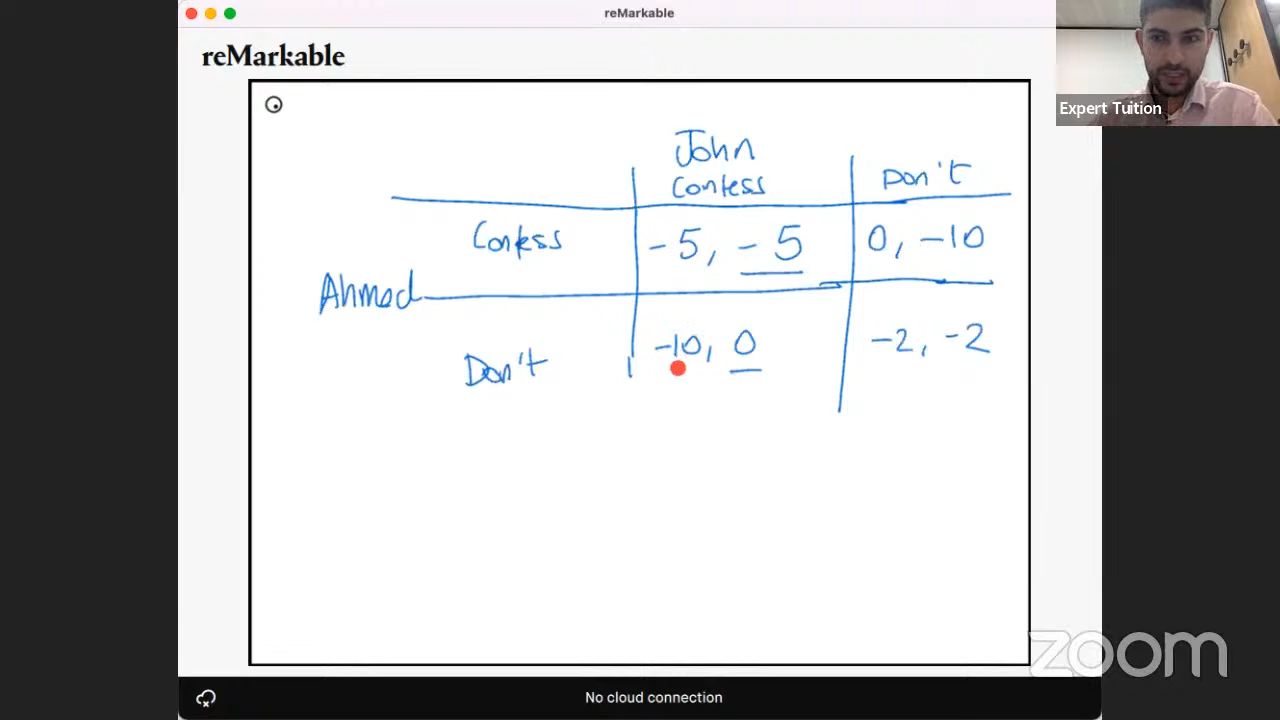 reMarkable
reMarkable
Expert Tuition
John
Confess Don't
Confess -5, -5 0, -10
Ahmed
Don't -10, 0 -2, -2
zoom
No cloud connection